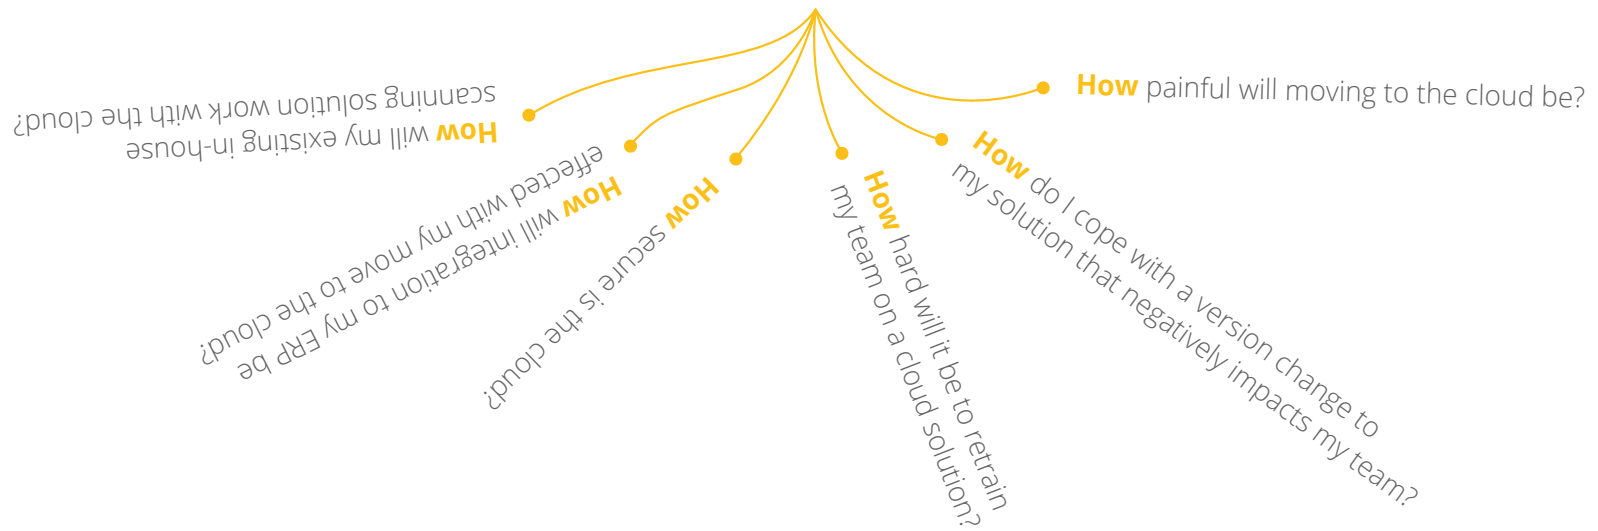 How painful will moving to the cloud be?
How do I cope with a version change to
my solution that negatively impacts my team?
How hard will it be to retrain
my team on a cloud solution?
How secure is the cloud?
How will integration to my ERP be
effected with my move to the cloud?
How will my existing in-house
scanning solution work with the cloud?